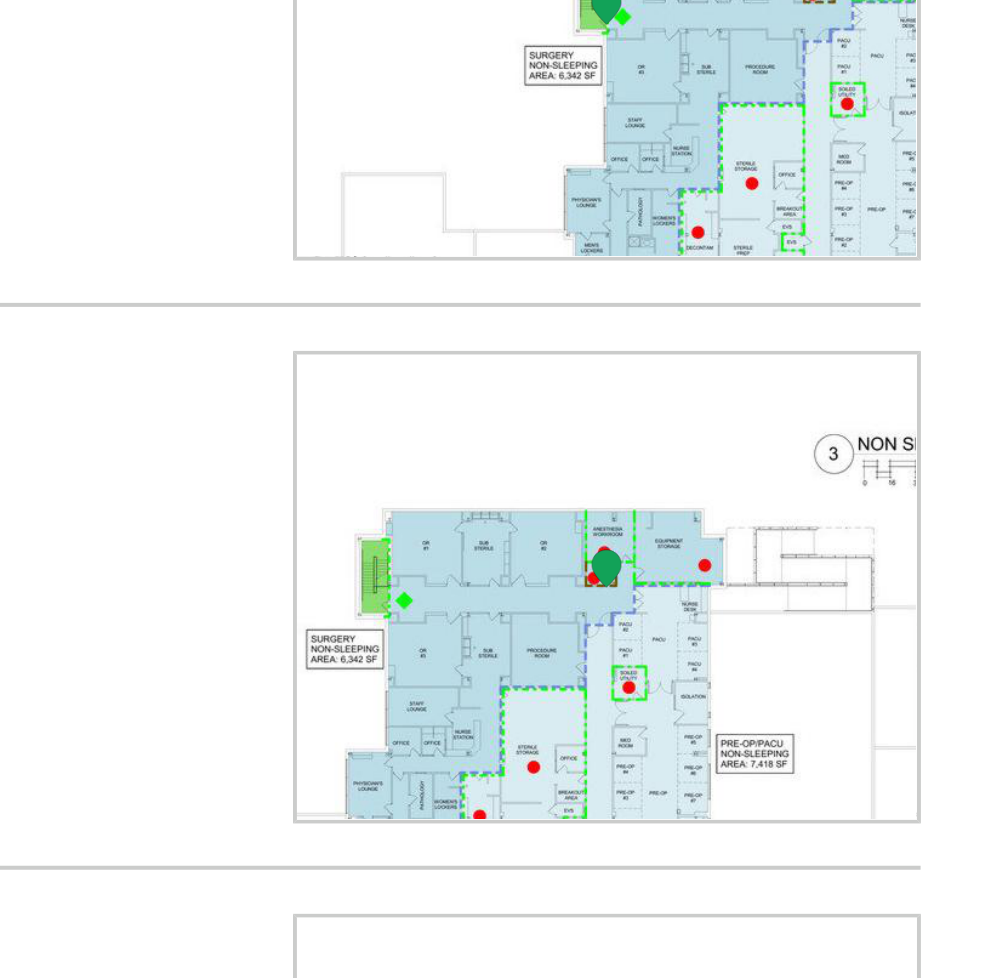 NURSE
DESK
PACU
#2
PACU
SURGERY
NON-SLEEPING
AREA: 6,342 SF
OR
#3
SUB
STERILE
PROCEDURE
ROOM
PACU
#1
SOILED
UTILITY
STAFF
LOUNGE
NURSE
STATION
OFFICE
OFFICE
STERILE
STORAGE
OFFICE
MED
ROOM
PRE-OP
#4
PHYSICIAN'S
LOUNGE
PATHOLOGY
WOMEN'S
LOCKERS
BREAKOUT
AREA
PRE-OP
#3
PRE-OP
EVS
MEN'S
LOCKERS
DECONTAM
STERILE
PREP
EVS
PRE-OP
#2
3
NON S
0 16
OR
#1
SUB
STERILE
OR
#2
ANESTHESIA
WORKROOM
EQUIPMENT
STORAGE
NURSE
DESK
PACU
#2
PACU
PACU
#3
SURGERY
NON-SLEEPING
AREA: 6,342 SF
OR
#3
SUB
STERILE
PROCEDURE
ROOM
PACU
#1
PACU
#4
SOILED
UTILITY
ISOLATION
STAFF
LOUNGE
NURSE
STATION
OFFICE
OFFICE
STERILE
STORAGE
OFFICE
MED
ROOM
PRE-OP
#5
PRE-OP/PACU
NON-SLEEPING
AREA: 7,418 SF
PRE-OP
#4
PRE-OP
#6
PHYSICIAN'S
LOUNGE
PATHOLOGY
WOMEN'S
LOCKERS
BREAKOUT
AREA
PRE-OP
#3
PRE-OP
PRE-OP
#7
EVS